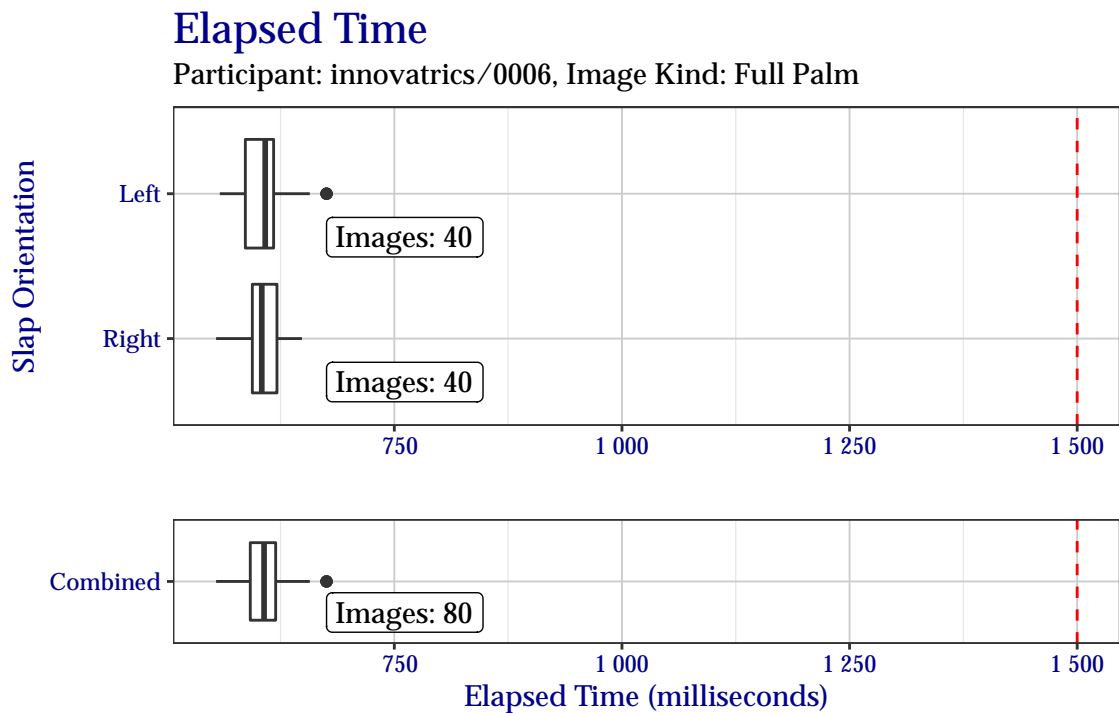 Elapsed Time
Participant: innovatrics/0006, Image Kind: Full Palm
Slap Orientation
Left
Images: 40
Right
Images: 40
750 1 000 1 250 1 500
Combined
Images: 80
750 1 000 1 250 1 500
Elapsed Time (milliseconds)